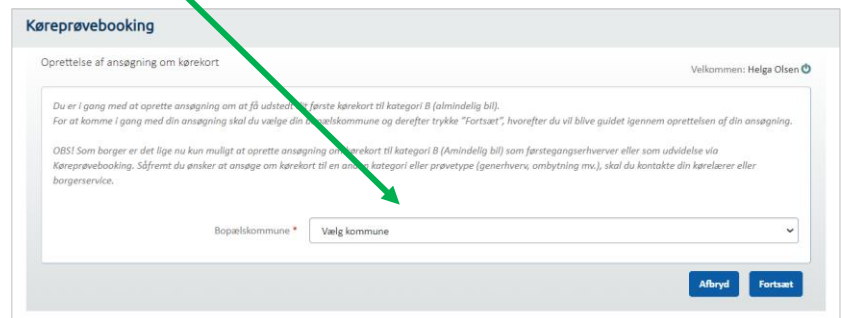 Køreprøvebooking
Oprettelse af ansøgning om kørekort
Velkommen: Helga Olsen
Du er i gang med at oprette ansøgning om at få udstedt dit første kørekort til kategori B (almindelig bil).
For at komme i gang med din ansøgning skal du vælge din bopælskommune og derefter trykke "Fortsæt", hvorefter du vil blive guidet igennem oprettelsen af din ansøgning.
OBS! Som borger er det lige nu kun muligt at oprette ansøgning om kørekort til kategori B (Amindelig bil) som førstegangserhverver eller som udvidelse via
Køreprøvebooking. Såfremt du ønsker at ansøge om kørekort til en anden kategori eller prøvetype (generhverv, ombytning mv.), skal du kontakte din kørelærer eller
borgerservice.
Bopælskommune * Vælg kommune
Afbryd Fortsæt